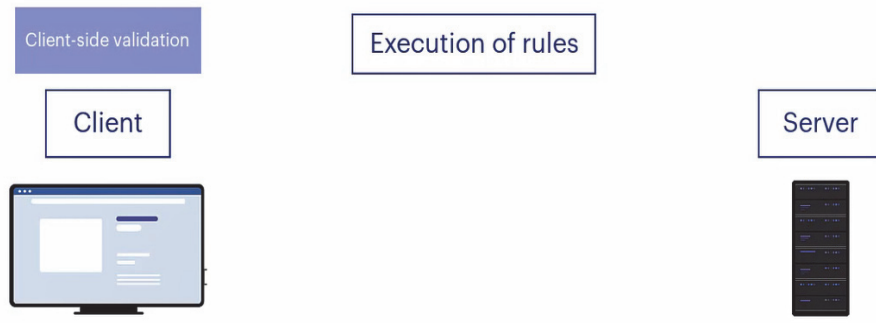 Client-side validation
Execution of rules
Client
Server